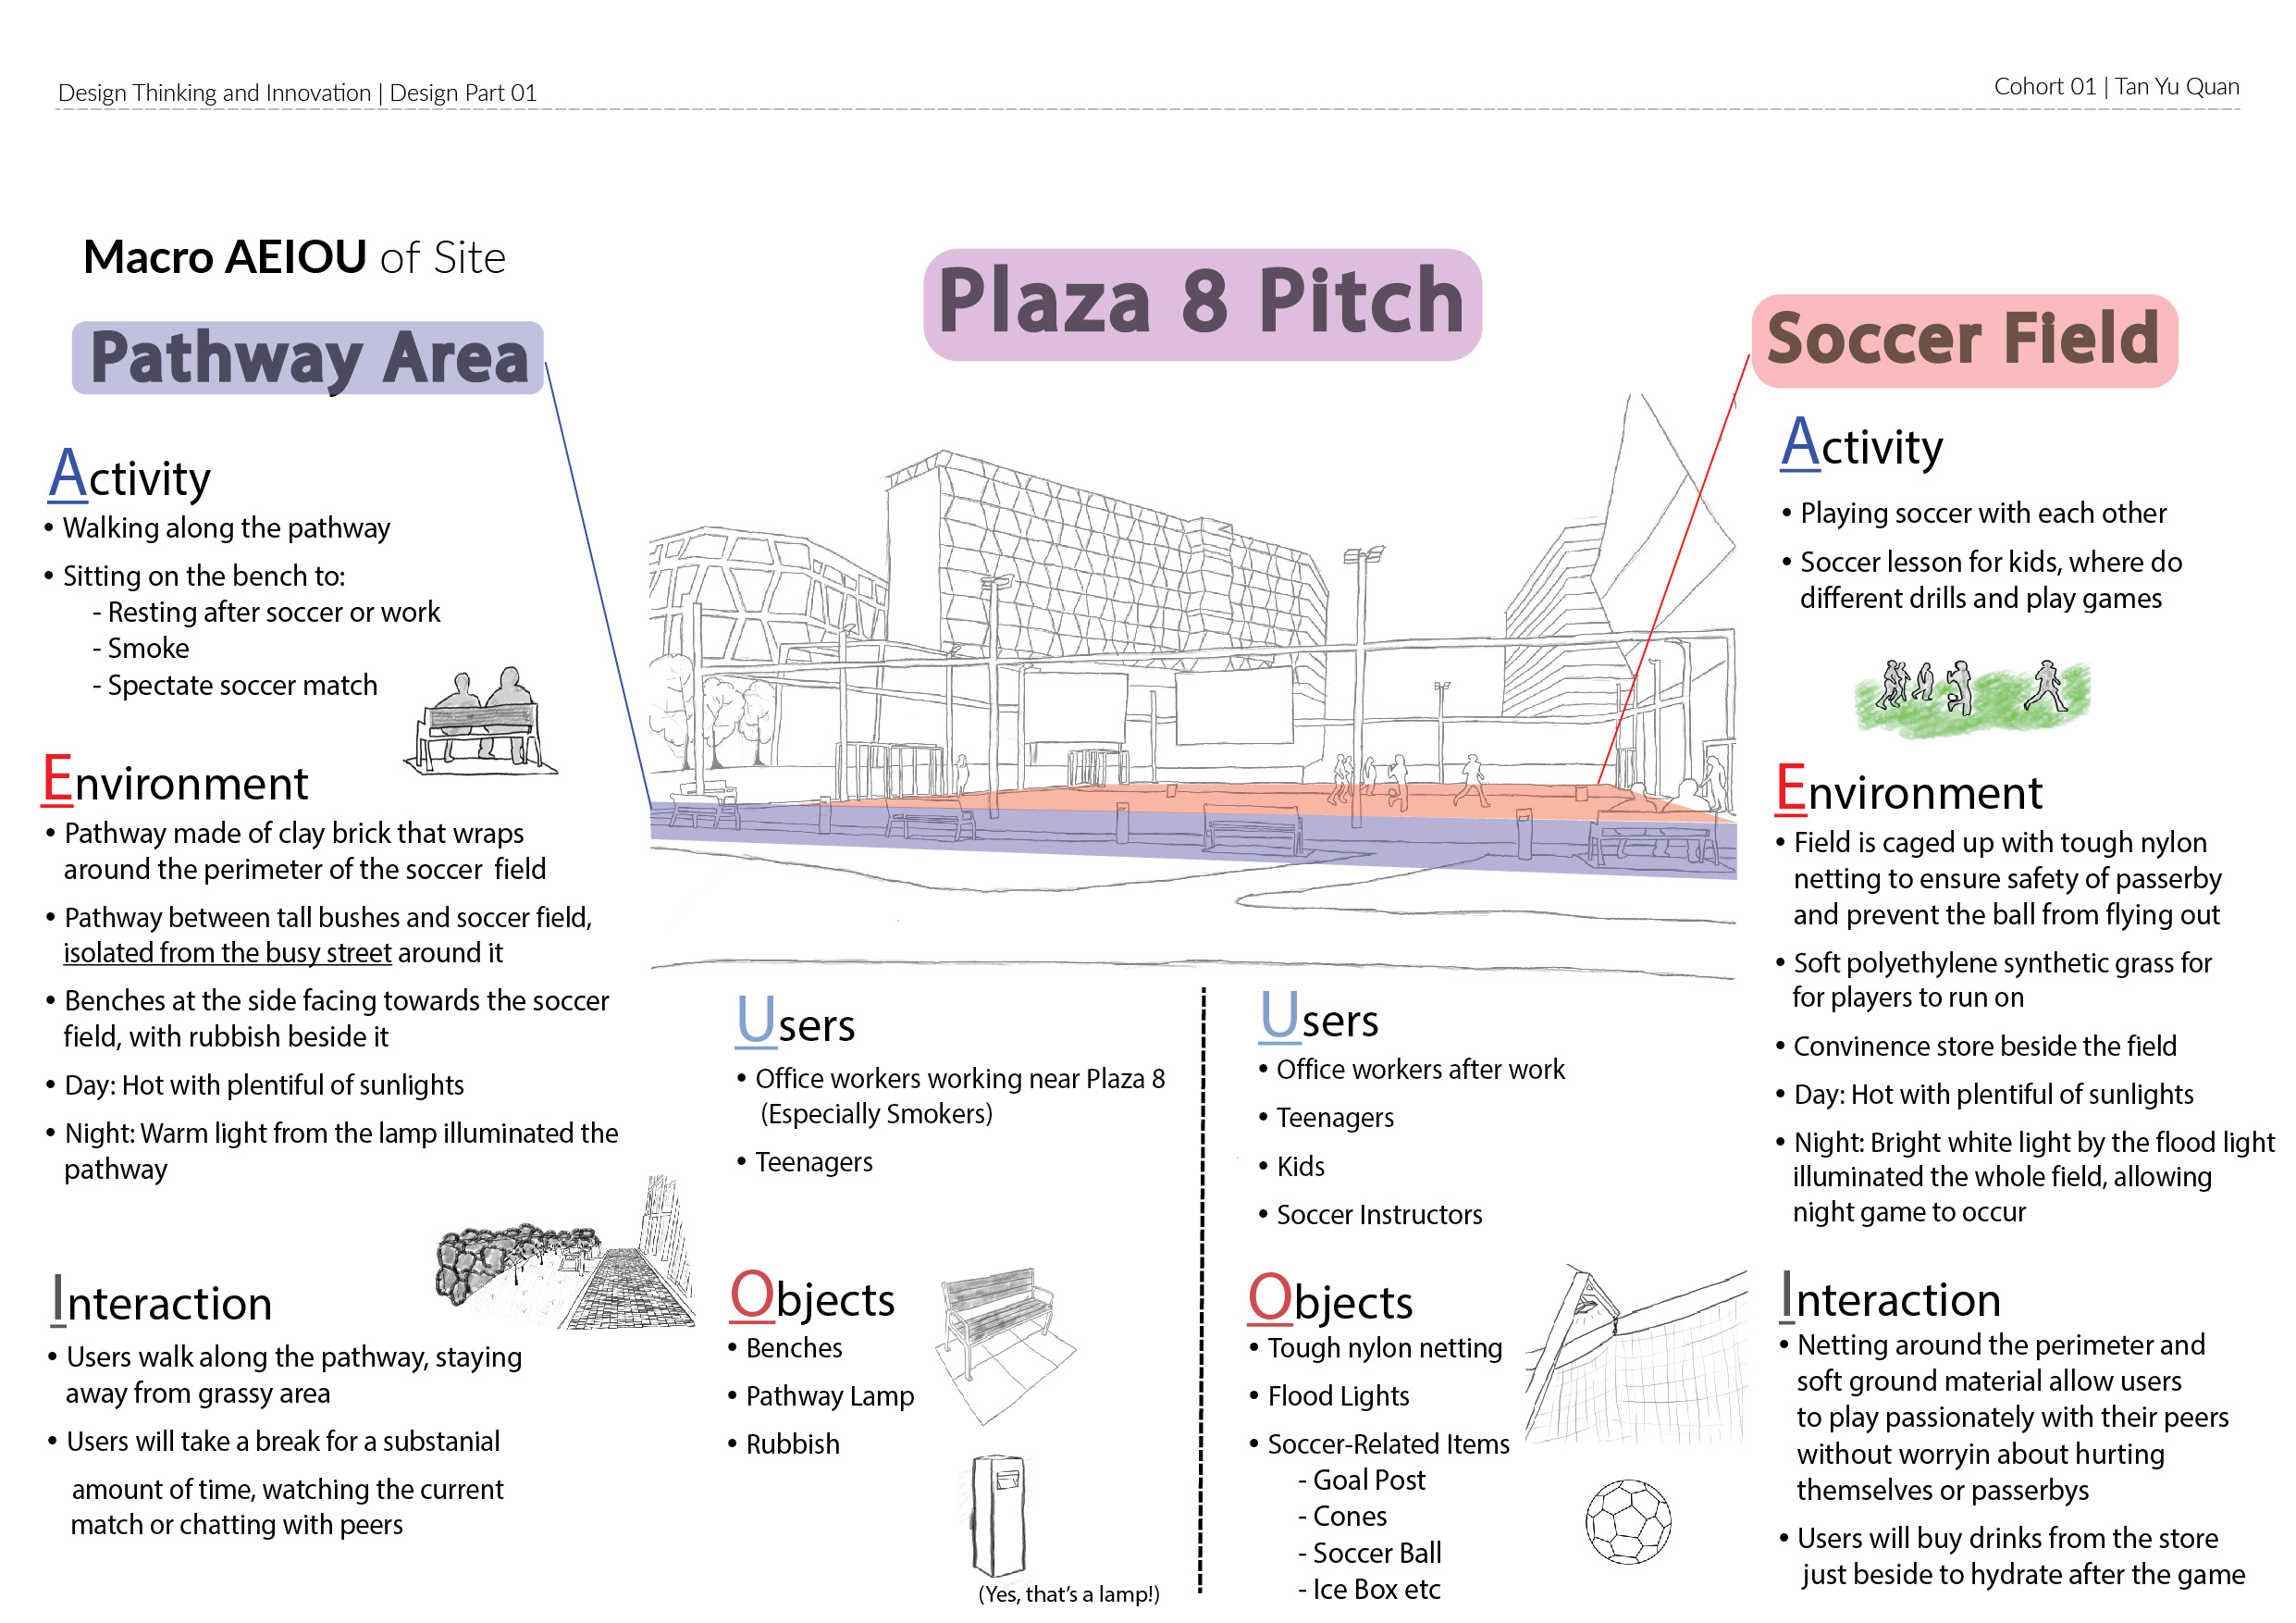 Design Thinking and Innovation | Design Part 01
Cohort 01 | Tan Yu Quan
Macro AEIOU of Site
Plaza 8 Pitch
Pathway Area
Activity
• Walking along the pathway
• Sitting on the bench to:
- Resting after soccer or work
- Smoke
- Spectate soccer match
Environment
• Pathway made of clay brick that wraps
around the perimeter of the soccer field
• Pathway between tall bushes and soccer field,
isolated from the busy street around it
• Benches at the side facing towards the soccer
field, with rubbish beside it
• Day: Hot with plentiful of sunlights
• Night: Warm light from the lamp illuminated the
pathway
Interaction
• Users walk along the pathway, staying
away from grassy area
• Users will take a break for a substanial
amount of time, watching the current
match or chatting with peers
Users
• Office workers working near Plaza 8
(Especially Smokers)
• Teenagers
Objects
• Benches
• Pathway Lamp
• Rubbish
(Yes, that's a lamp!)
Users
• Office workers after work
• Teenagers
• Kids
• Soccer Instructors
Objects
• Tough nylon netting
• Flood Lights
• Soccer-Related Items
- Goal Post
- Cones
- Soccer Ball
- Ice Box etc
Soccer Field
Activity
• Playing soccer with each other
• Soccer lesson for kids, where do
different drills and play games
Environment
• Field is caged up with tough nylon
netting to ensure safety of passerby
and prevent the ball from flying out
• Soft polyethylene synthetic grass for
for players to run on
• Convinence store beside the field
• Day: Hot with plentiful of sunlights
• Night: Bright white light by the flood light
illuminated the whole field, allowing
night game to occur
Interaction
• Netting around the perimeter and
soft ground material allow users
to play passionately with their peers
without worryin about hurting
themselves or passerbys
• Users will buy drinks from the store
just beside to hydrate after the game